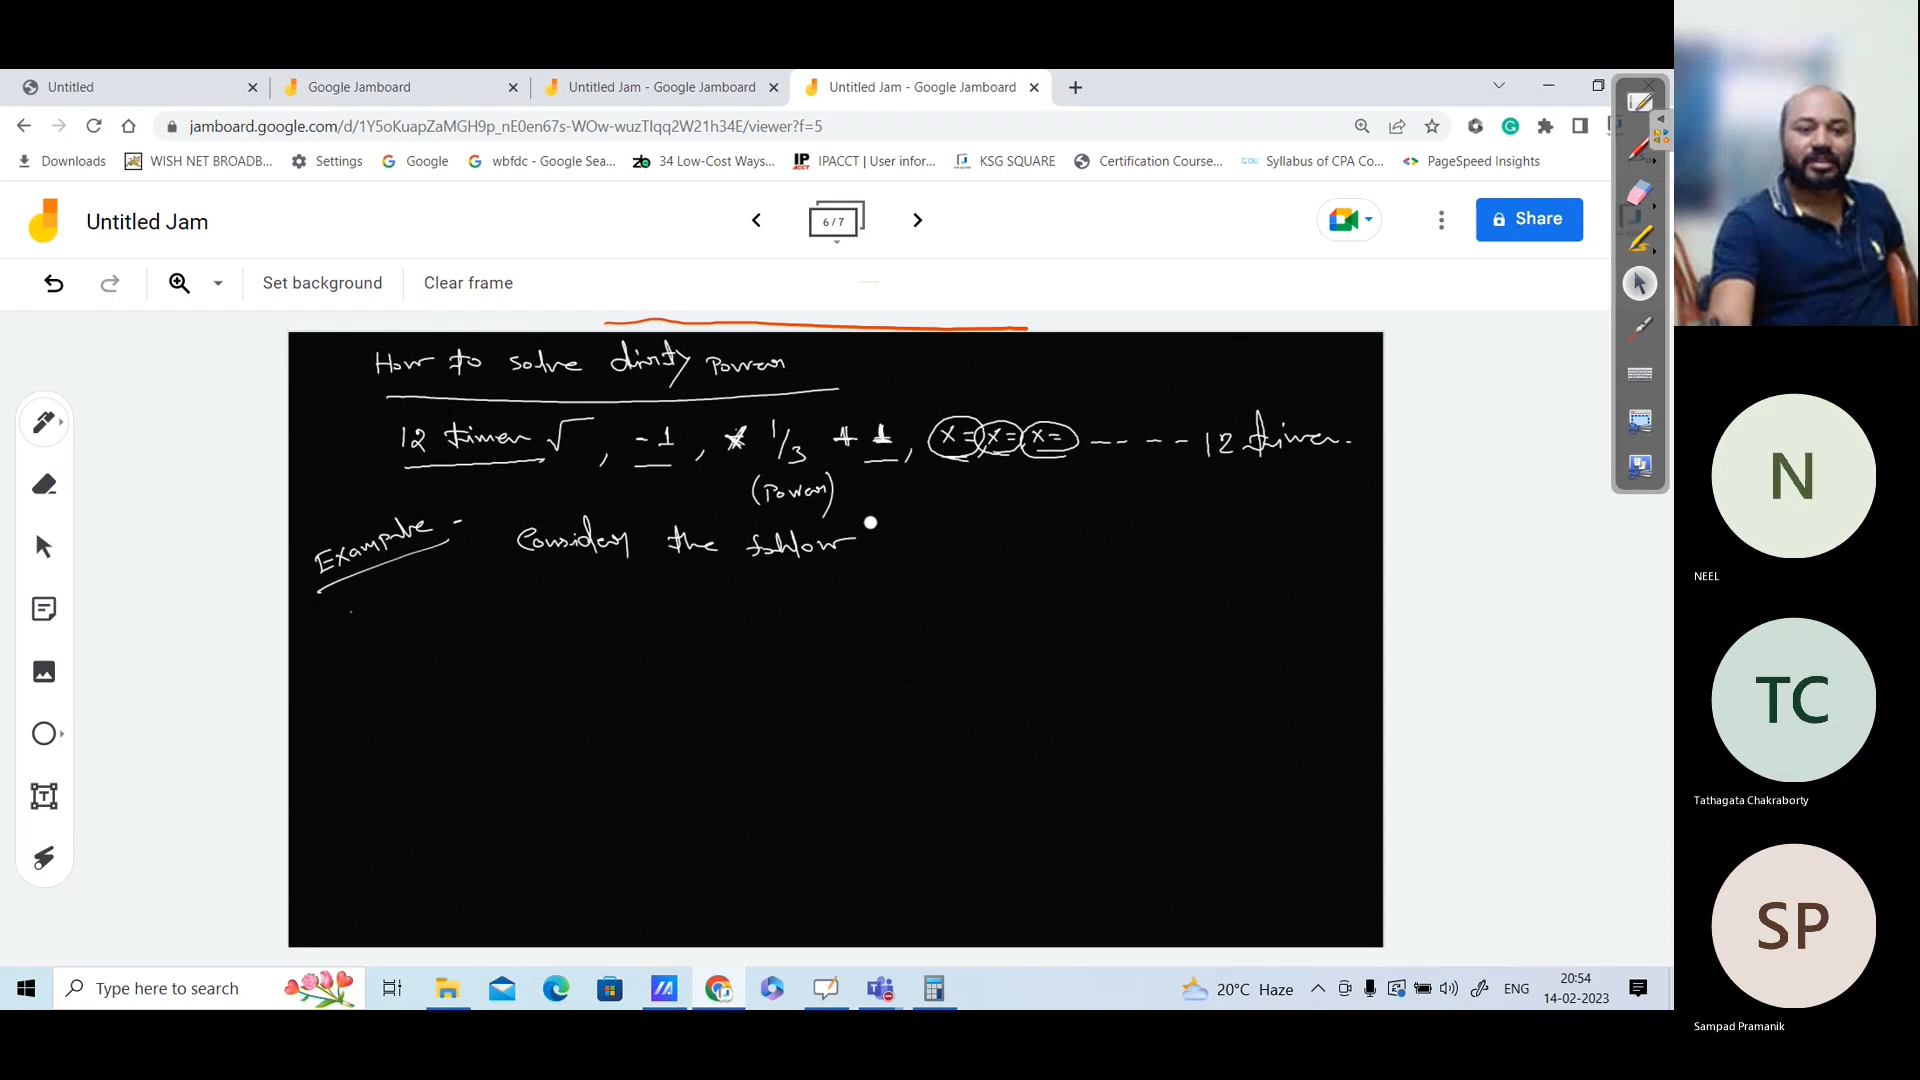 Untitled
Google Jamboard
Untitled Jam - Google Jamboard
Untitled Jam - Google Jamboard
jamboard.google.com/d/1Y5oKuapZaMGH9p_nE0en67s-WOw-wuzTlqq2W21h34E/viewer?f=5
Downloads
WISH NET BROADB...
Settings
Google
wbfdc - Google Sea...
34 Low-Cost Ways...
IPACCT | User infor...
KSG SQUARE
Certification Course...
Syllabus of CPA Co...
PageSpeed Insights
Untitled Jam
6 / 7
Share
Set background
Clear frame
How to solve dirty power
12 times √ , -1 , 1/3 + 1 , x= x= x= ---- 12 times.
(Power)
Example - Consider the follow
N
NEEL
TC
Tathagata Chakraborty
SP
Sampad Pramanik
Type here to search
20°C Haze
ENG
20:54
14-02-2023